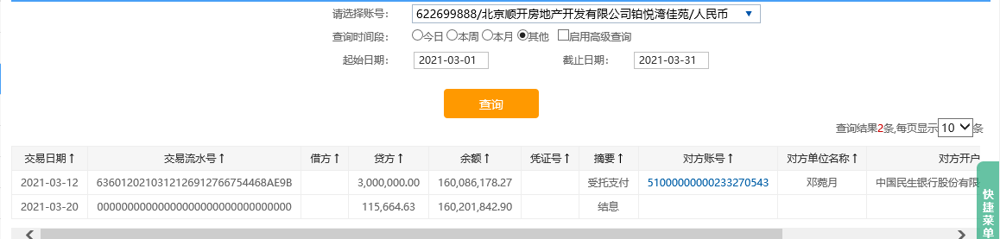 请选择账号： 622699888/北京顺开房地产开发有限公司铂悦湾佳苑/人民币
查询时间段： 今日 本周 本月 其他 启用高级查询
起始日期： 2021-03-01 截止日期： 2021-03-31
查询
查询结果2条,每页显示10条
交易日期↑ 交易流水号↑ 借方↑ 贷方↑ 余额↑ 凭证号↑ 摘要↑ 对方账号↑ 对方单位名称↑ 对方开户
2021-03-12 6360120210312126912766754468AE9B 3,000,000.00 160,086,178.27 受托支付 51000000000233270543 邓菀月 中国民生银行股份有限
2021-03-20 00000000000000000000000000000000 115,664.63 160,201,842.90 结息
快捷菜单